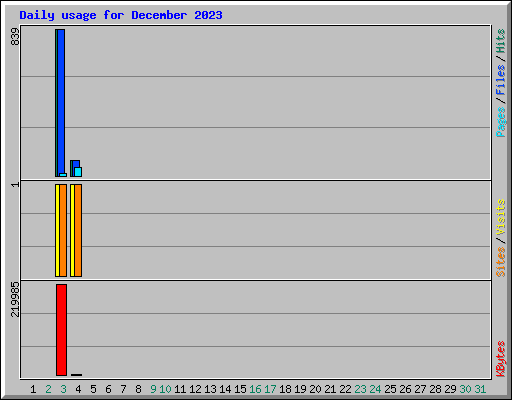 Daily usage for December 2023
839
Pages / Files / Hits
1
Sites / Visits
219985
KBytes
1 2 3 4 5 6 7 8 9 10 11 12 13 14 15 16 17 18 19 20 21 22 23 24 25 26 27 28 29 30 31